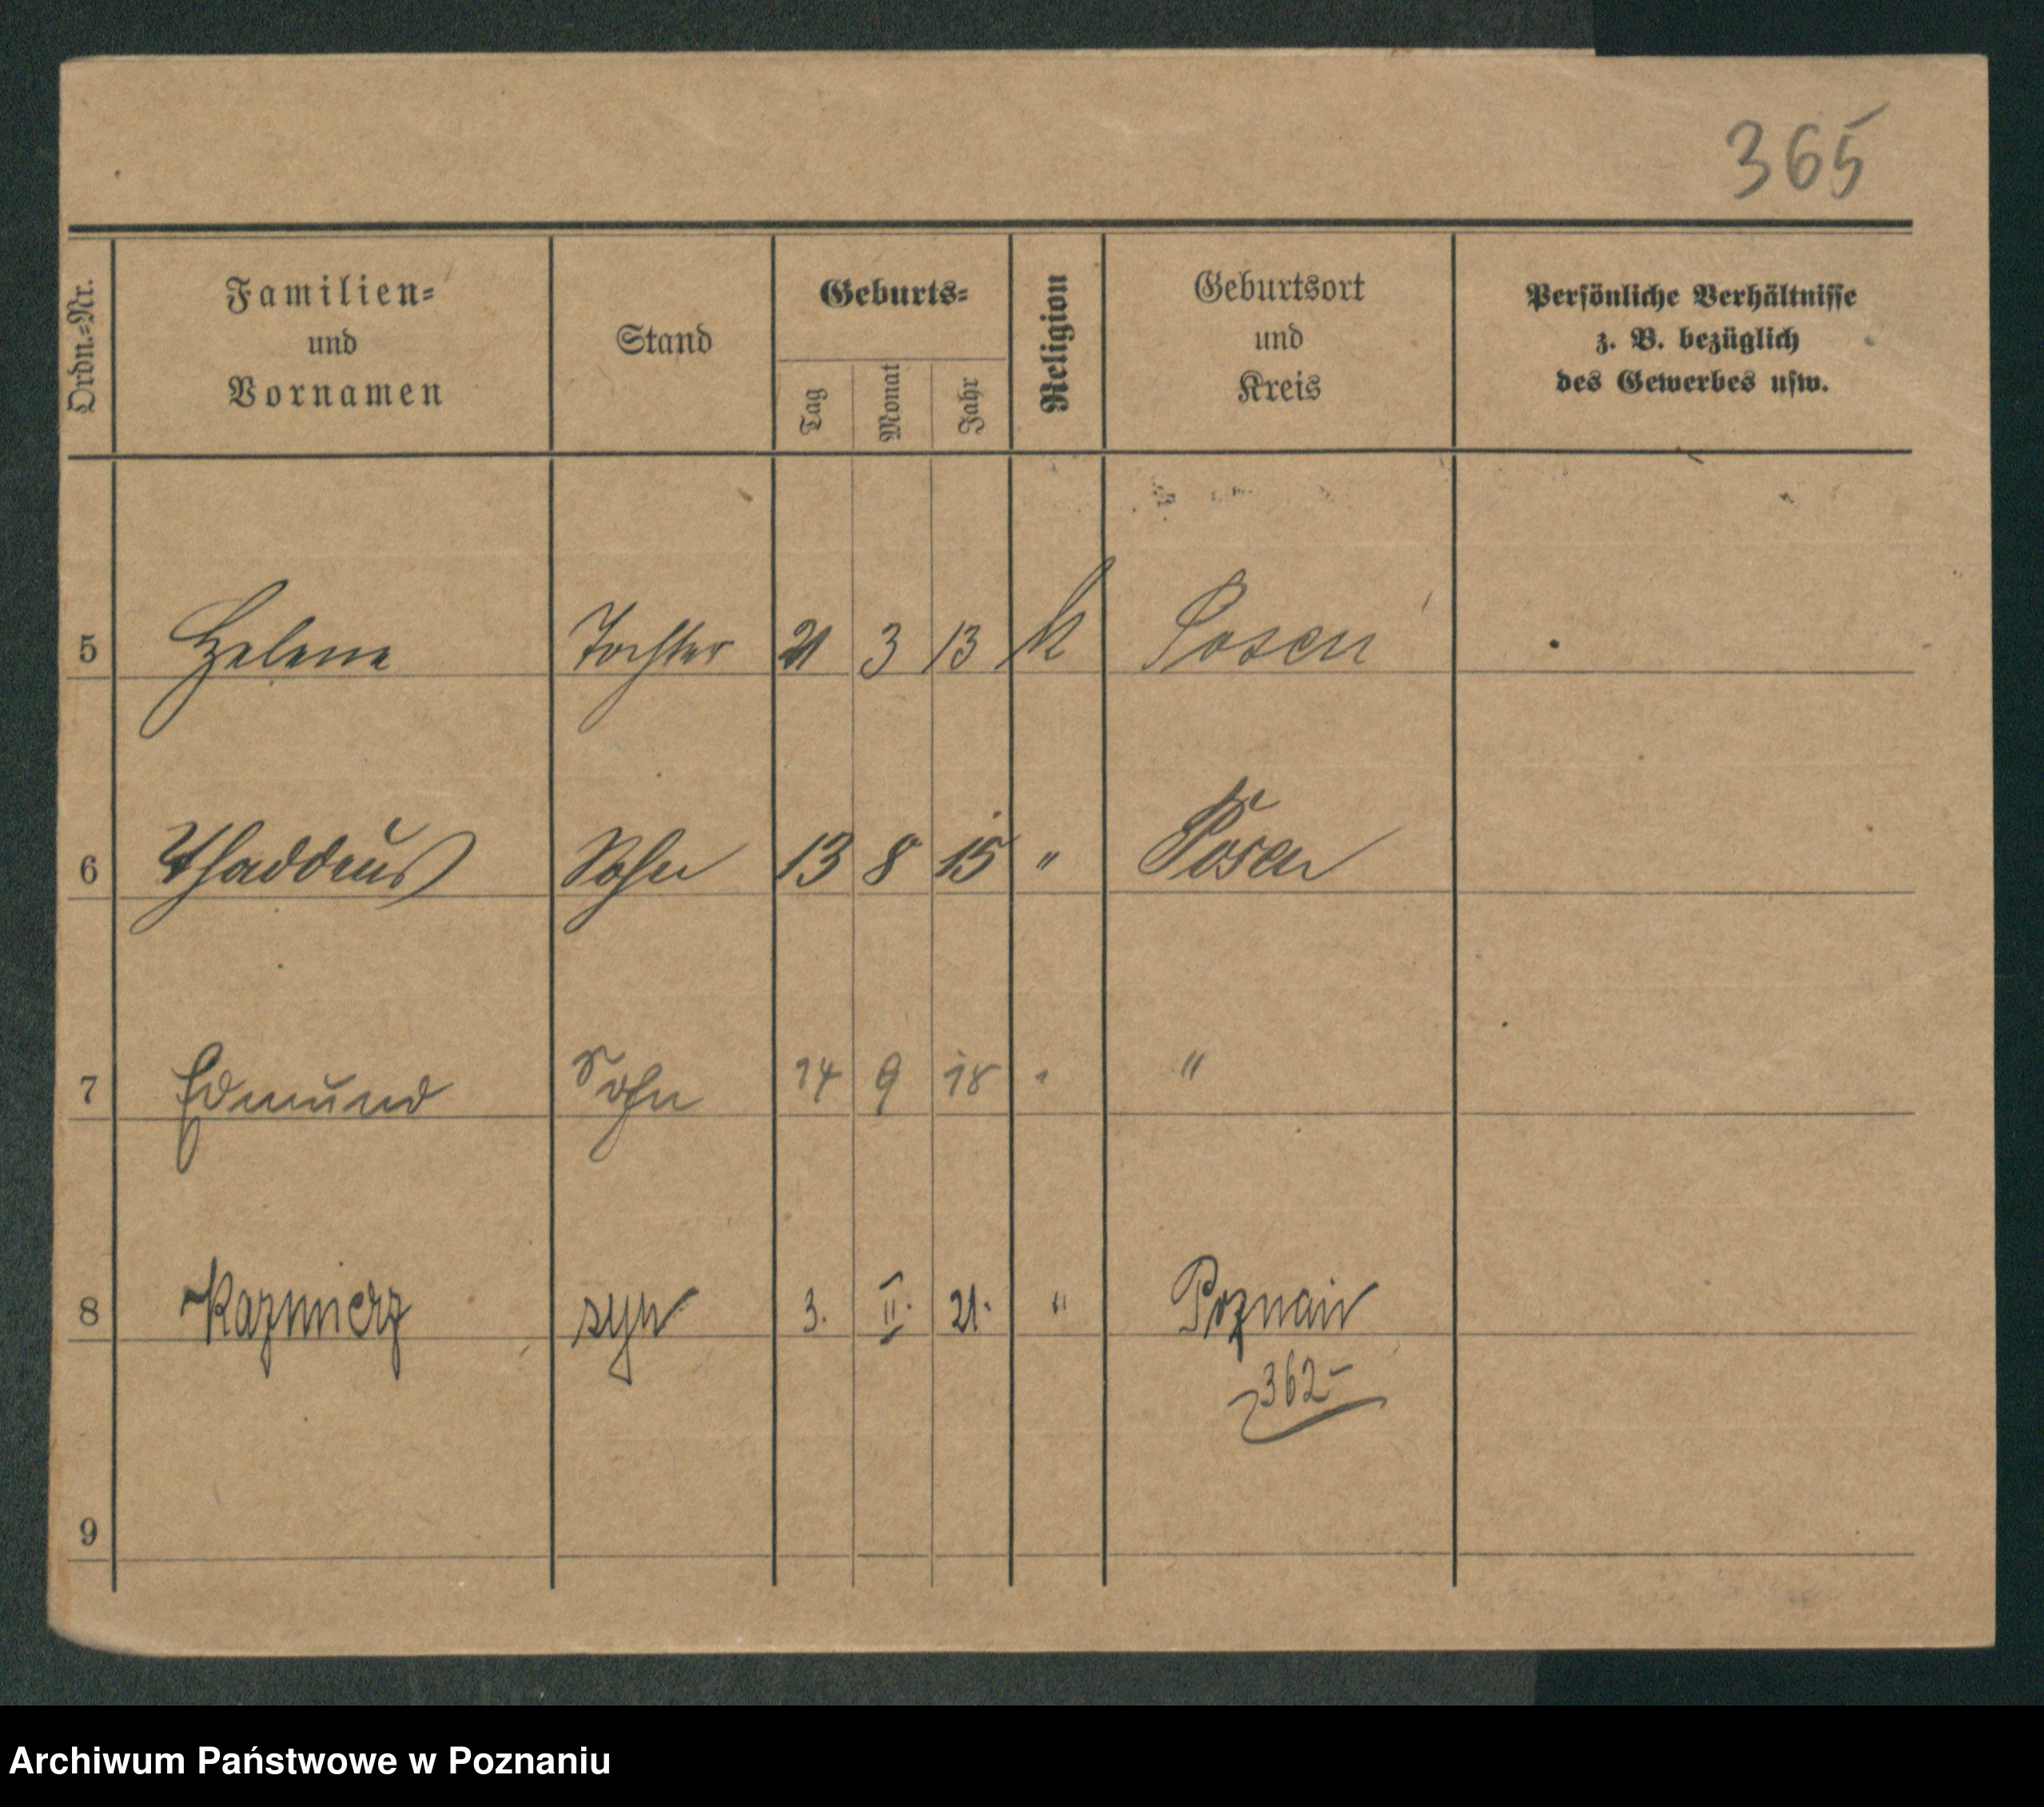 365
Ordn.=Nr.
Familien=
und
Vornamen
Stand
Geburts=
Tag
Monat
Jahr
Religion
Geburtsort
und
Kreis
Persönliche Verhältnisse
z. B. bezüglich
des Gewerbes usw.
5 Helene Tochter 21 3 13 k Posen
6 Thaddeus Sohn 13 8 15 " Posen
7 Edmund Sohn 14 9 18 " "
8 Kazmierz syn 3. II. 21. " Poznań
362-
9
Archiwum Państwowe w Poznaniu